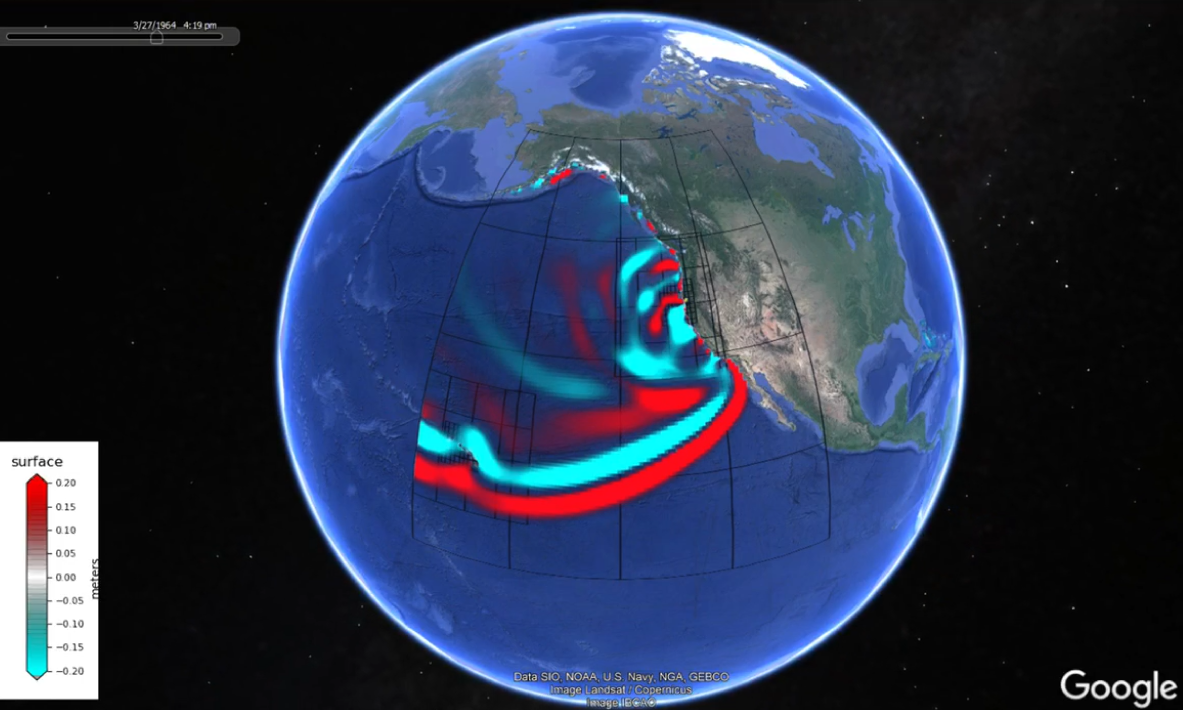 3/27/1964 4:19 pm
surface
0.20
0.15
0.10
0.05
0.00
−0.05
−0.10
−0.15
−0.20
meters
Data SIO, NOAA, U.S. Navy, NGA, GEBCO
Image Landsat / Copernicus
Image IBCAO
Google